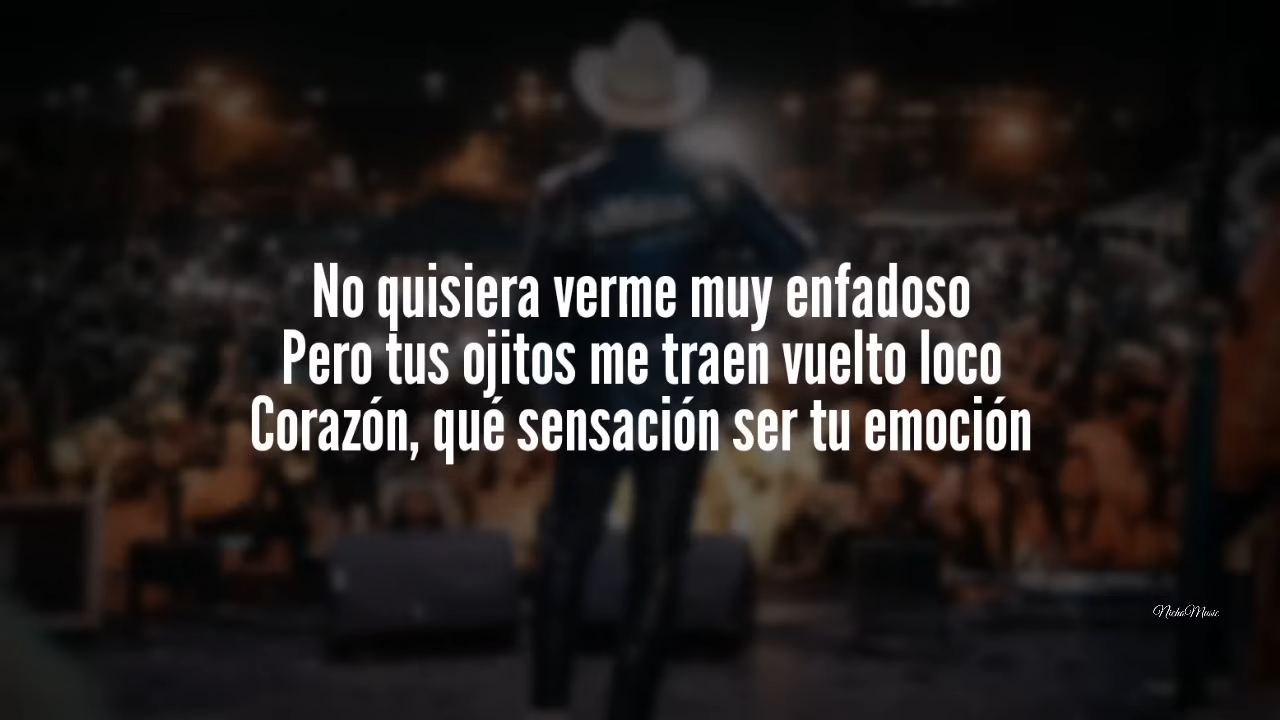 No quisiera verme muy enfadoso
Pero tus ojitos me traen vuelto loco
Corazón, qué sensación ser tu emoción
NichoMusic